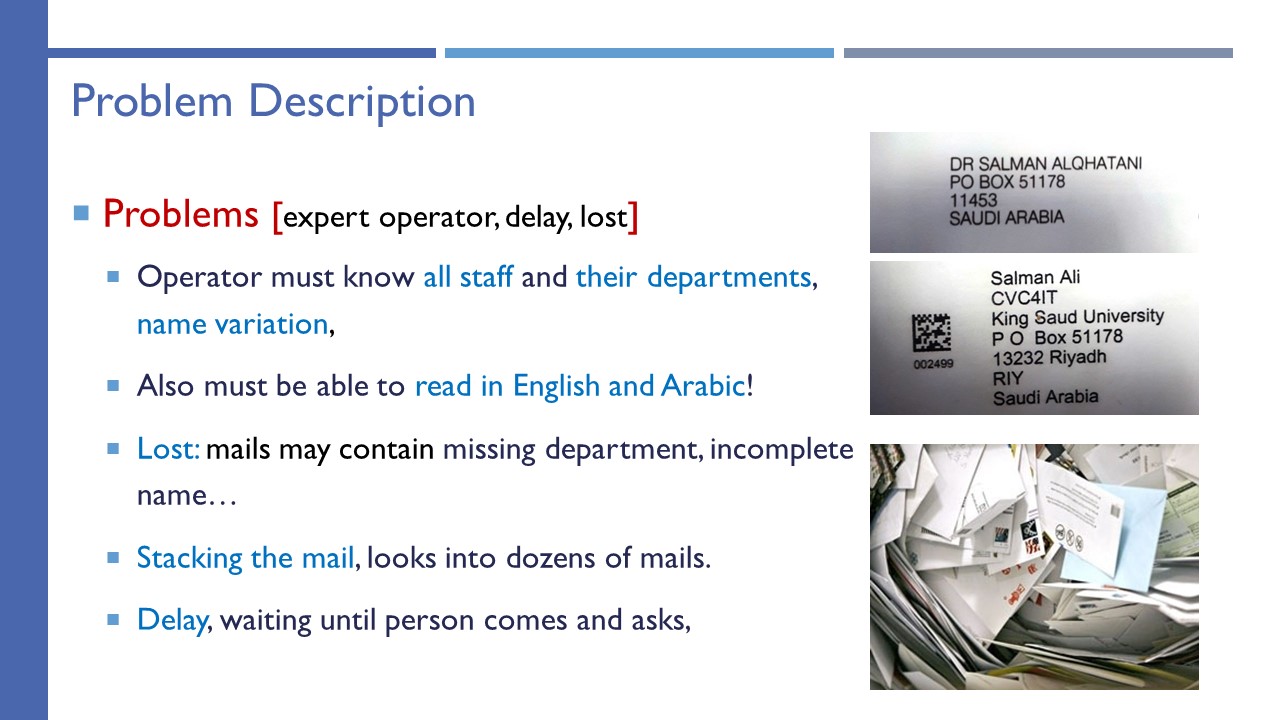 Problem Description
Problems [expert operator, delay, lost]
Operator must know all staff and their departments,
name variation,
Also must be able to read in English and Arabic!
Lost: mails may contain missing department, incomplete
name…
Stacking the mail, looks into dozens of mails.
Delay, waiting until person comes and asks,
DR SALMAN ALQHATANI
PO BOX 51178
11453
SAUDI ARABIA
Salman Ali
CVC4IT
King Saud University
P O Box 51178
13232 Riyadh
RIY
Saudi Arabia
002499